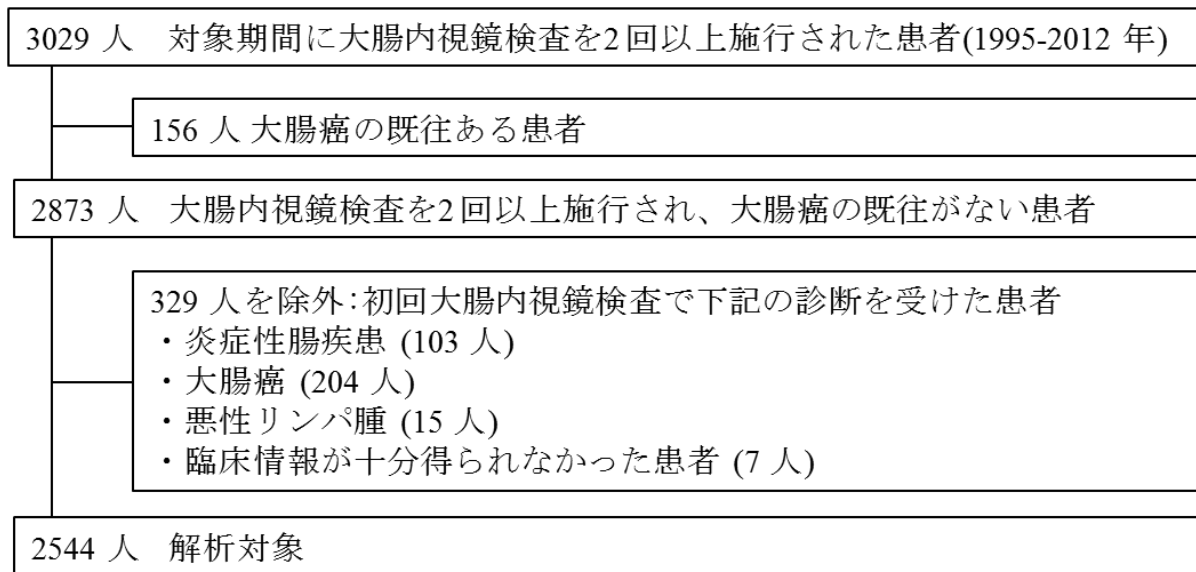 3029 人　対象期間に大腸内視鏡検査を2回以上施行された患者(1995-2012 年)
156 人 大腸癌の既往ある患者
2873 人　大腸内視鏡検査を2回以上施行され、大腸癌の既往がない患者
329 人を除外:初回大腸内視鏡検査で下記の診断を受けた患者
・炎症性腸疾患 (103 人)
・大腸癌 (204 人)
・悪性リンパ腫 (15 人)
・臨床情報が十分得られなかった患者 (7 人)
2544 人　解析対象